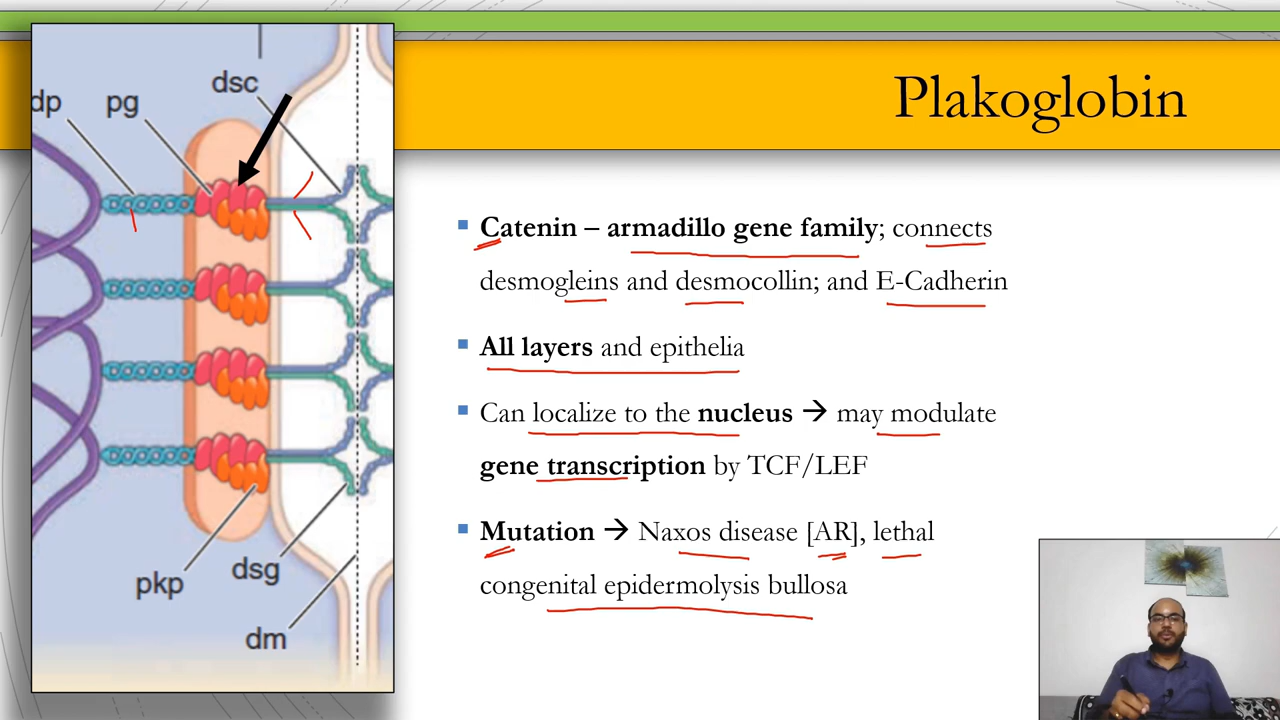 Plakoglobin
dp
pg
dsc
pkp
dsg
dm
▪ Catenin – armadillo gene family; connects
desmogleins and desmocollin; and E-Cadherin
▪ All layers and epithelia
▪ Can localize to the nucleus → may modulate
gene transcription by TCF/LEF
▪ Mutation → Naxos disease [AR], lethal
congenital epidermolysis bullosa